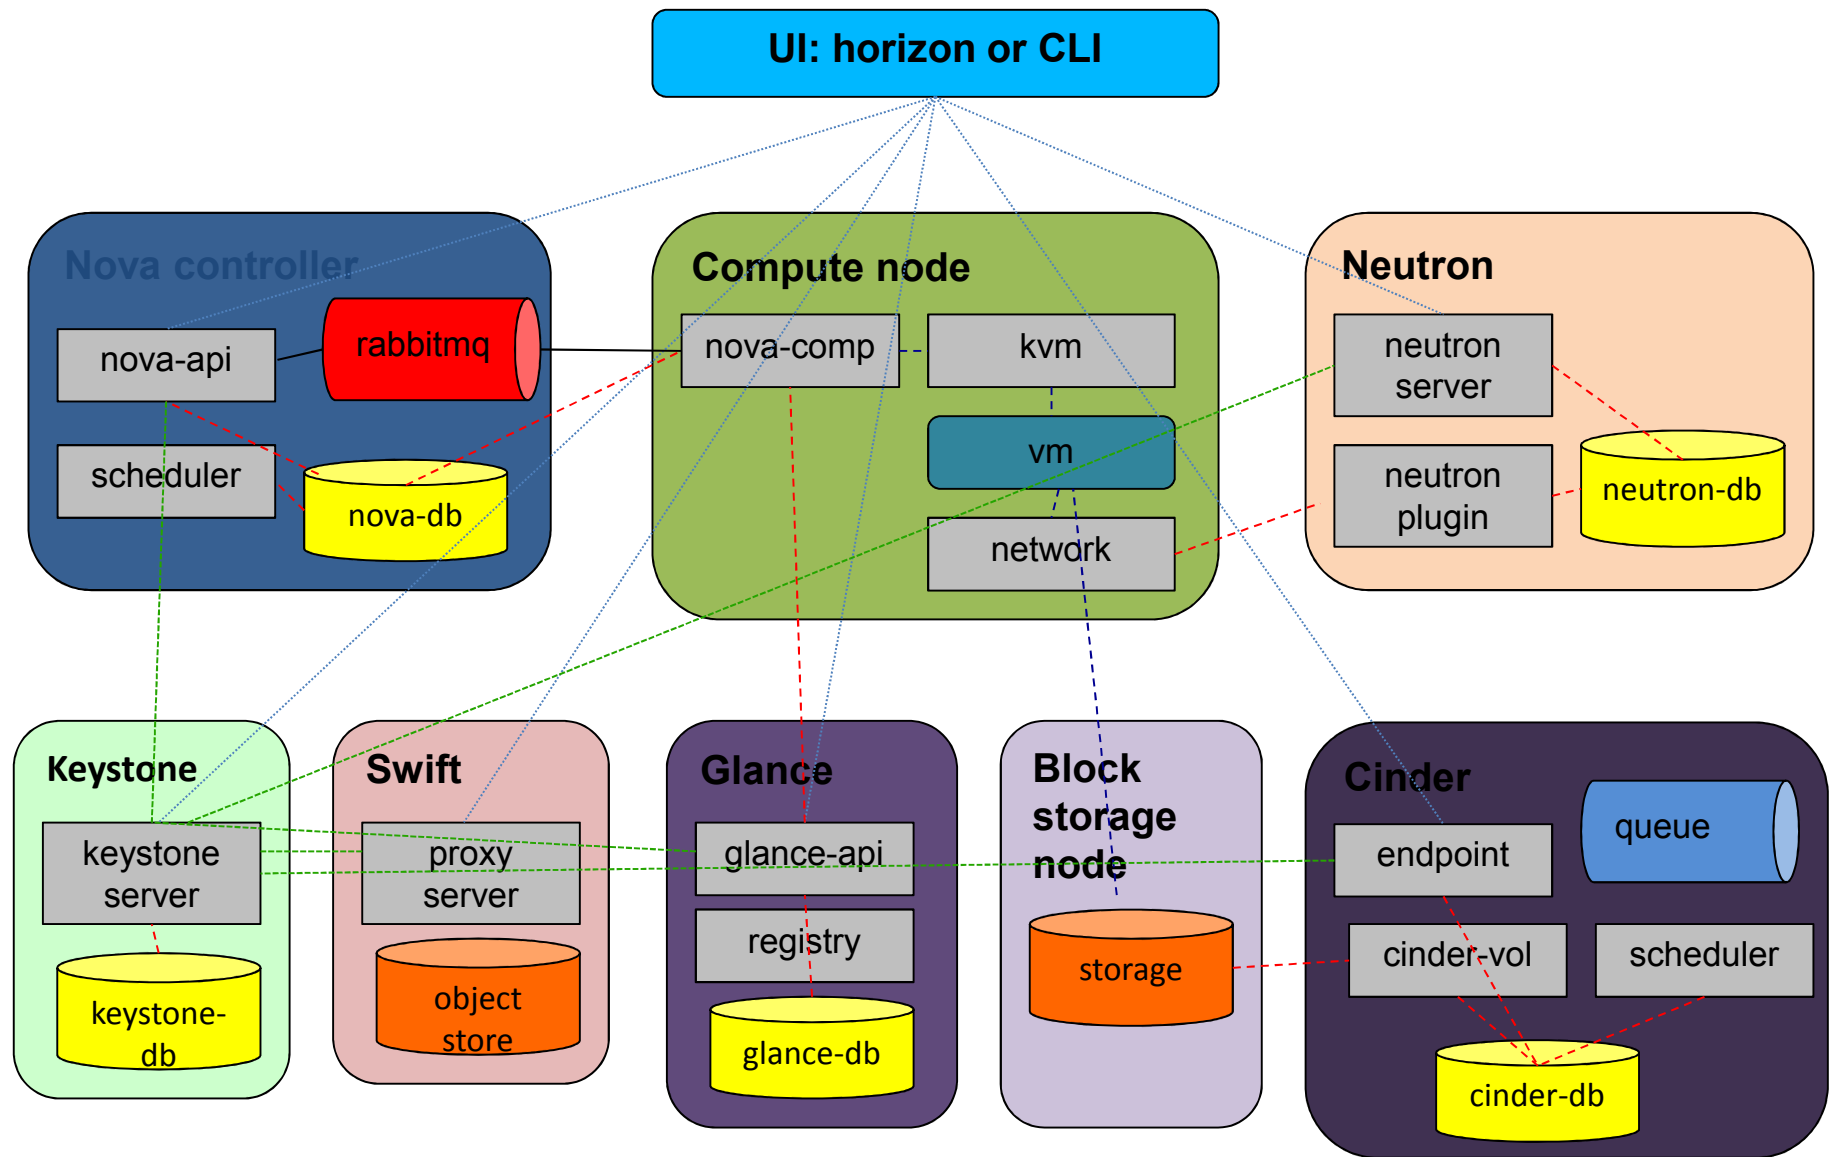 UI: horizon or CLI
Nova controller
nova-api
rabbitmq
scheduler
nova-db
Compute node
nova-comp
kvm
vm
network
Neutron
neutron
server
neutron
plugin
neutron-db
Keystone
keystone
server
keystone-
db
Swift
proxy
server
object
store
Glance
glance-api
registry
glance-db
Block
storage
node
storage
Cinder
endpoint
queue
cinder-vol
scheduler
cinder-db